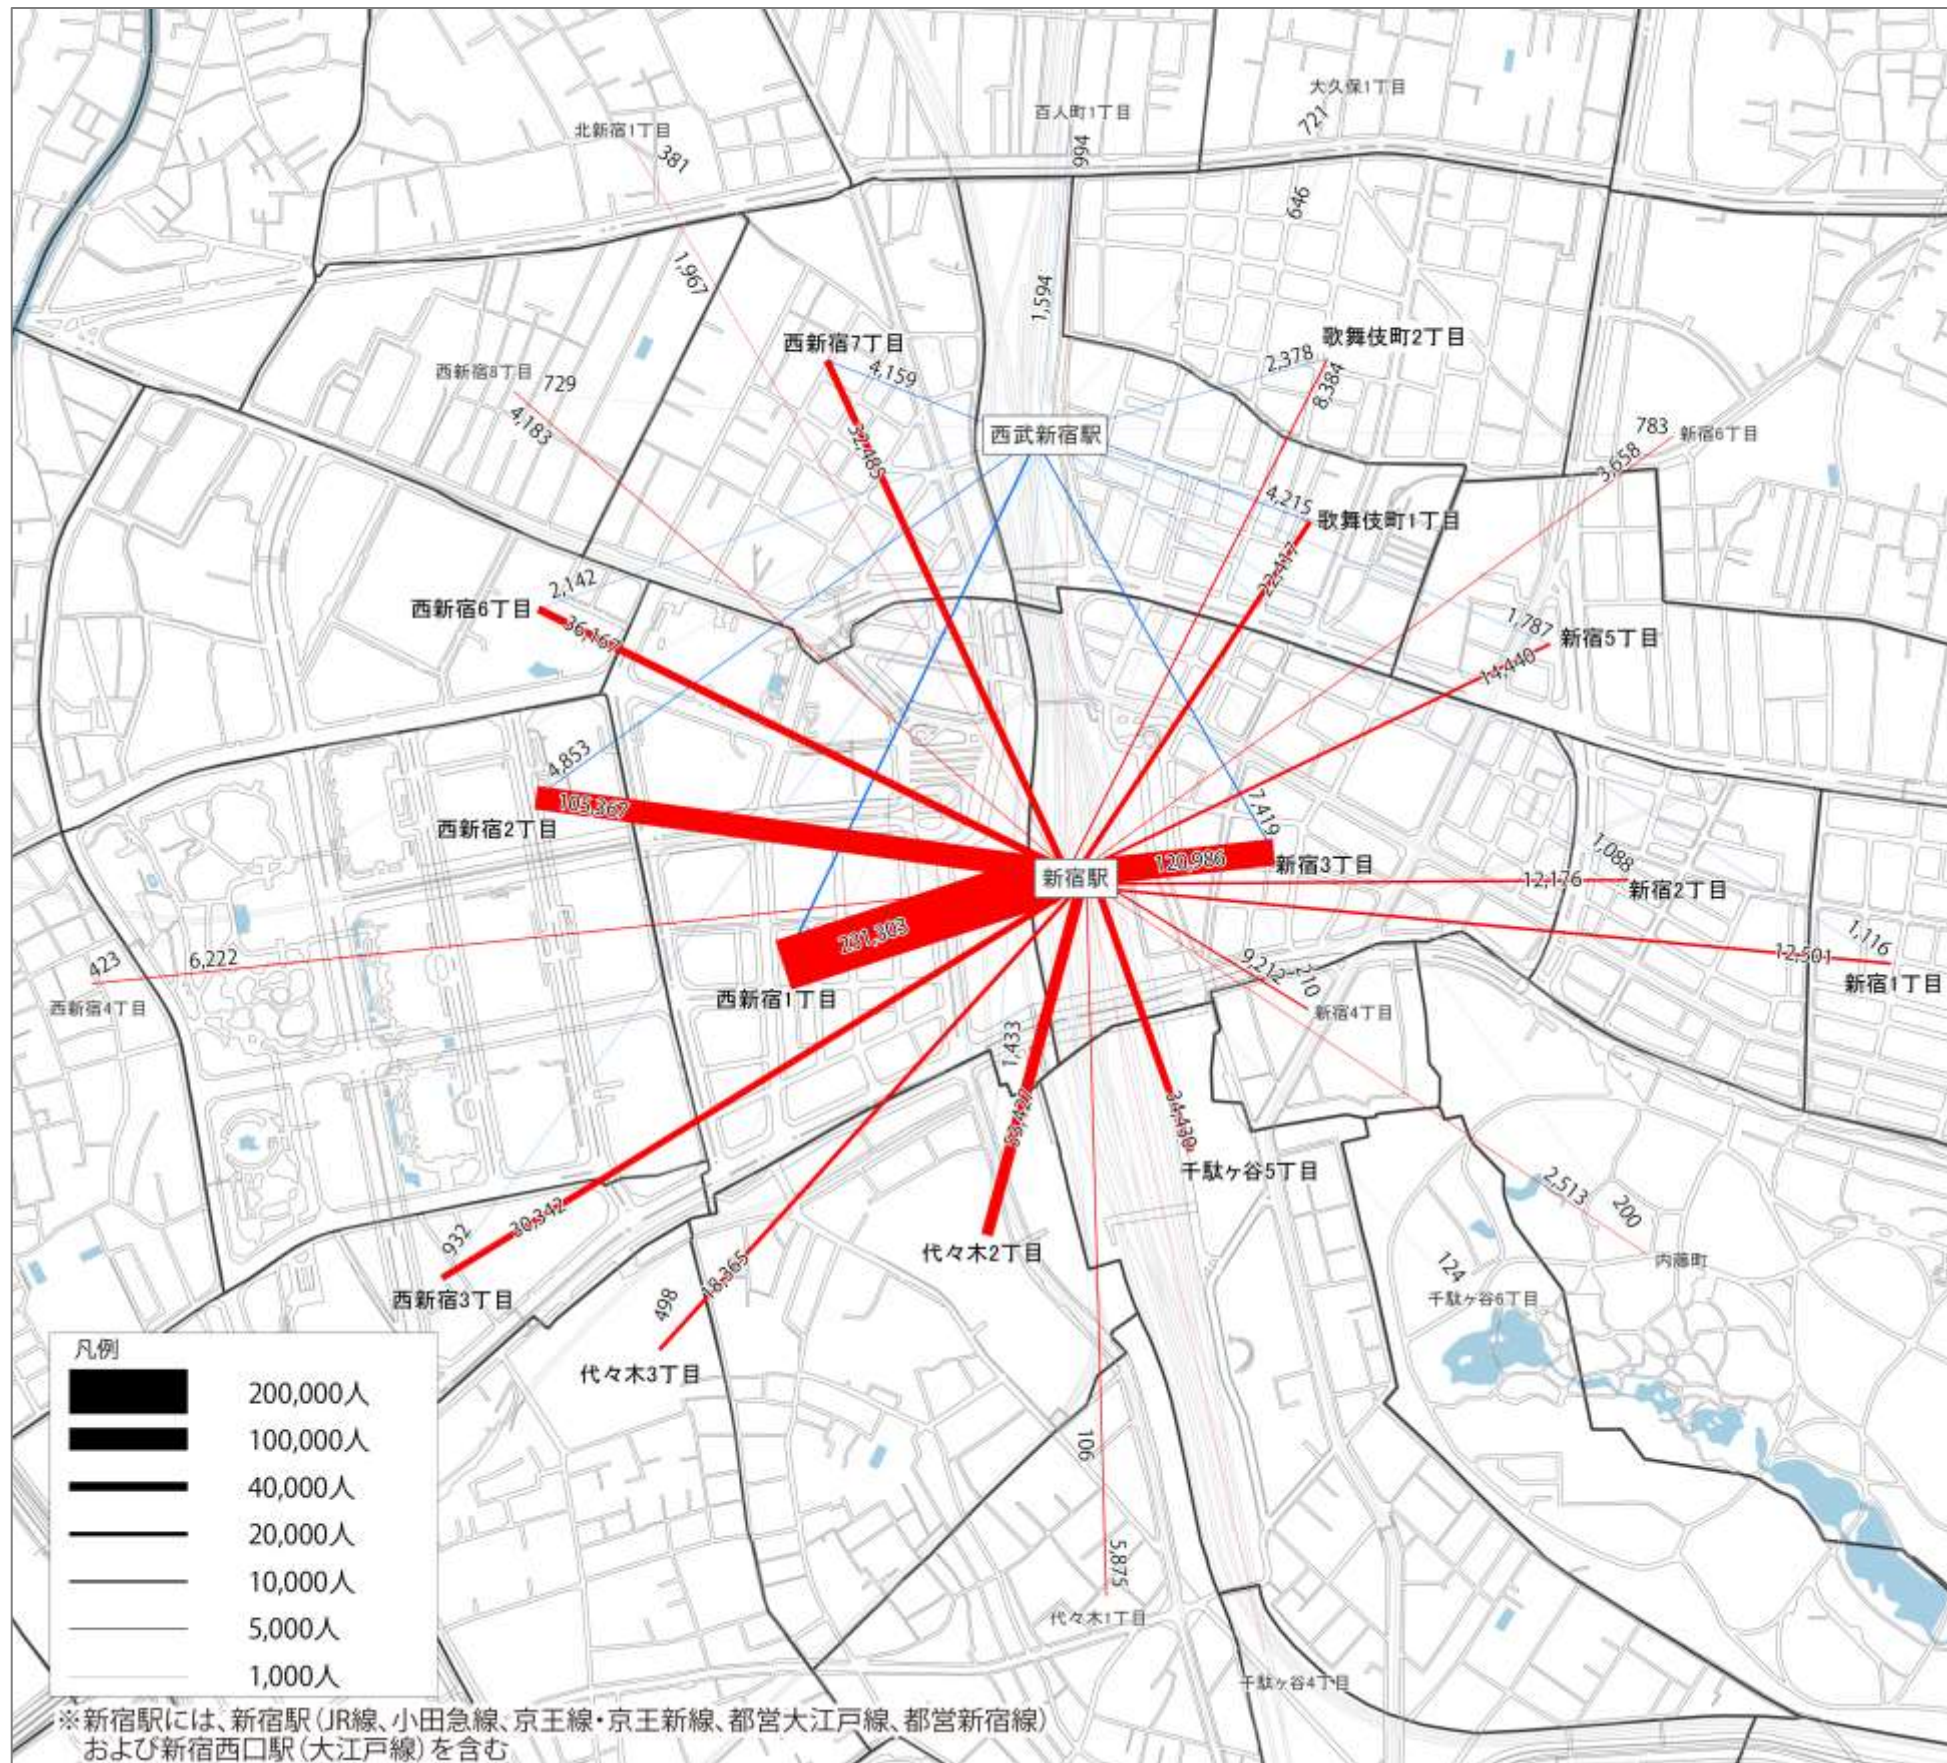 大久保1丁目
721
百人町1丁目
994
北新宿1丁目
381
646
1,967
1,594
西新宿7丁目
4,159
歌舞伎町2丁目
2,378
8,384
西新宿8丁目
729
4,183
西武新宿駅
32,485
783
新宿6丁目
3,658
4,215
歌舞伎町1丁目
22,417
2,142
西新宿6丁目
36,167
1,787
新宿5丁目
14,440
4,853
105,367
西新宿2丁目
7,419
120,986
新宿3丁目
新宿駅
1,088
12,176
新宿2丁目
231,303
西新宿1丁目
1,116
12,501
新宿1丁目
423
6,222
西新宿4丁目
9,212
新宿4丁目
1,433
34,439
千駄ヶ谷5丁目
代々木2丁目
2,513
200
内藤町
124
千駄ヶ谷6丁目
932
30,342
西新宿3丁目
498
18,365
代々木3丁目
106
5,875
代々木1丁目
千駄ヶ谷4丁目
凡例
200,000人
100,000人
40,000人
20,000人
10,000人
5,000人
1,000人
※新宿駅には、新宿駅（JR線、小田急線、京王線・京王新線、都営大江戸線、都営新宿線）
および新宿西口駅（大江戸線）を含む